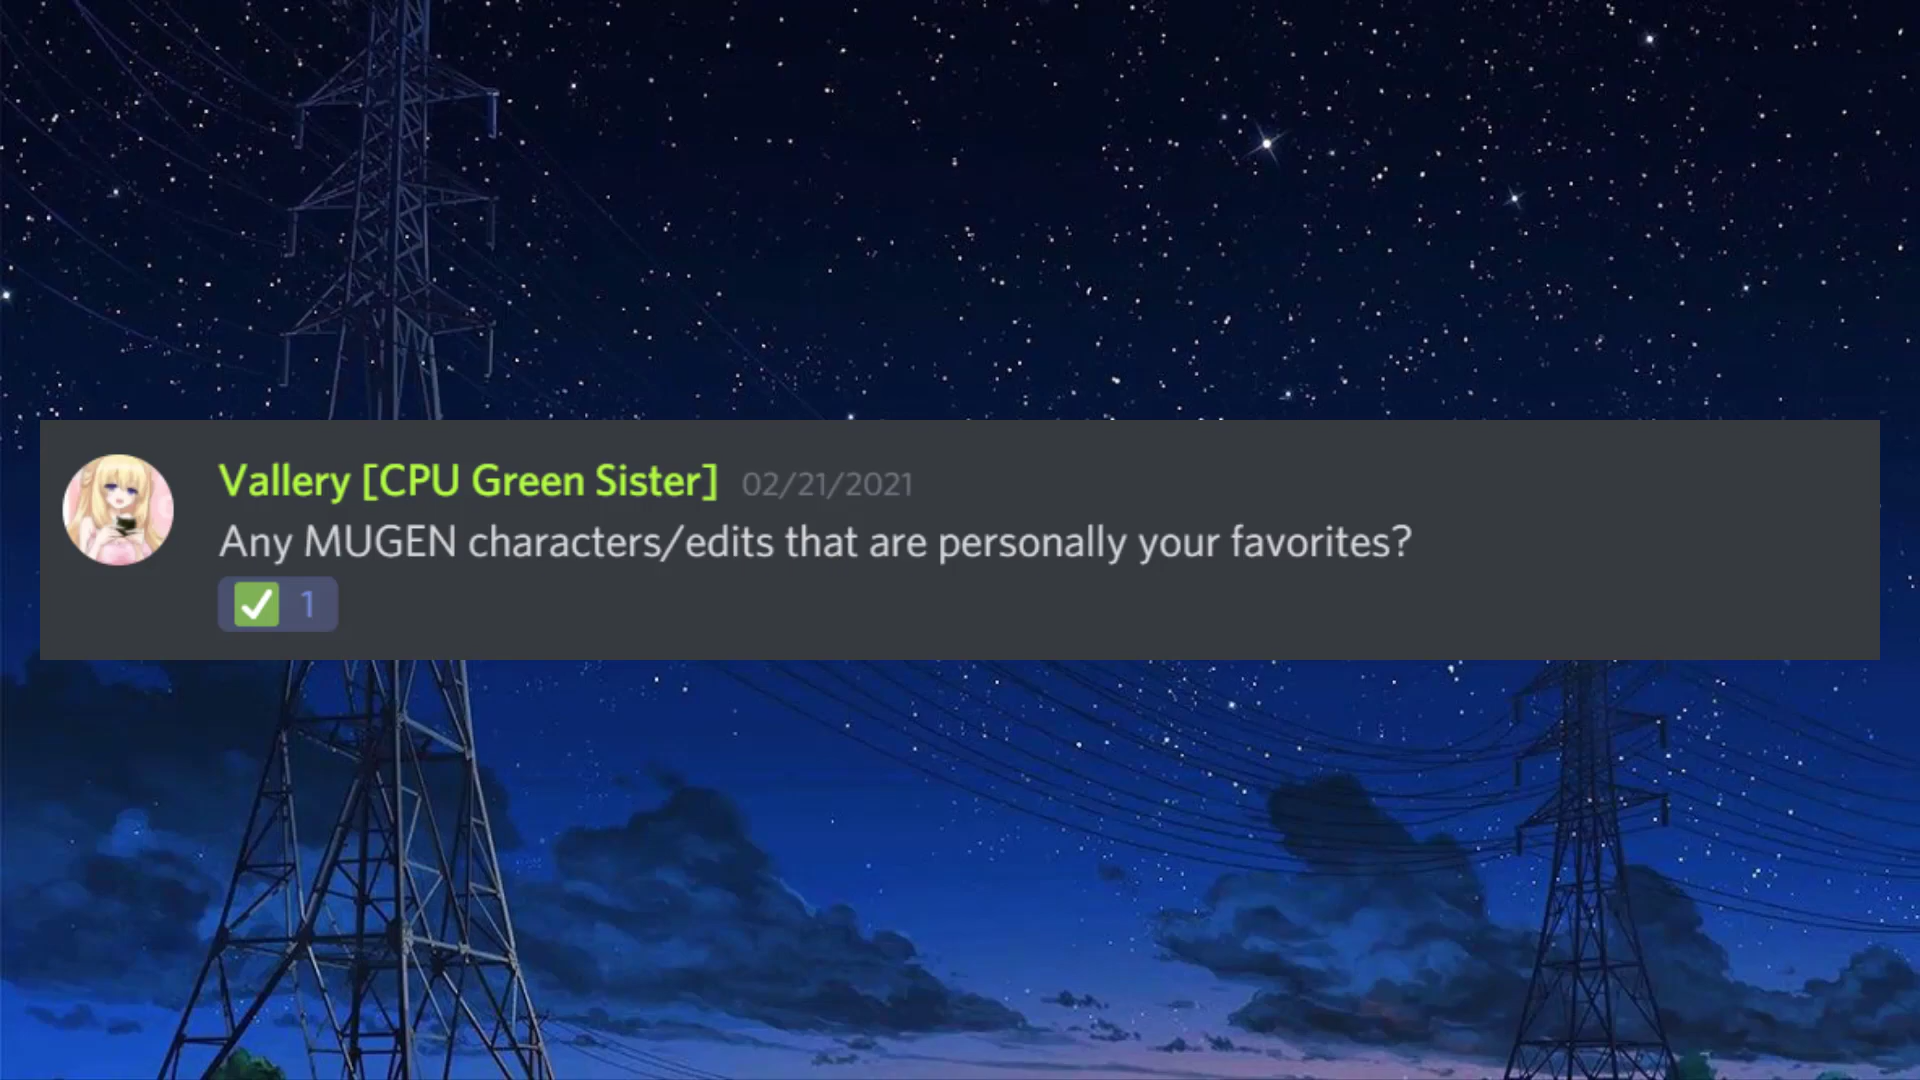 Vallery [CPU Green Sister] 02/21/2021
Any MUGEN characters/edits that are personally your favorites?
1